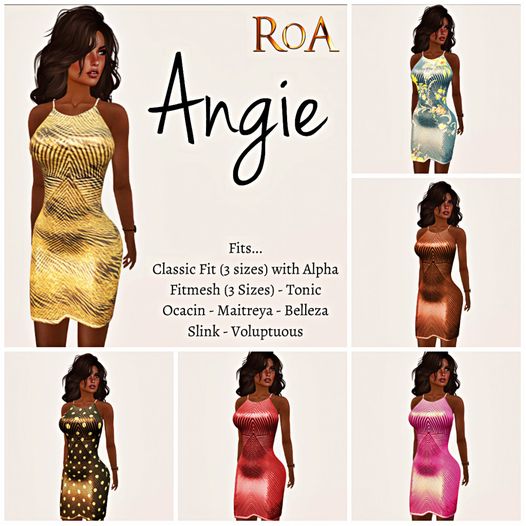 RoA
Angie
Fits...
Classic Fit (3 sizes) with Alpha
Fitmesh (3 Sizes) - Tonic
Ocacin - Maitreya - Belleza
Slink - Voluptuous